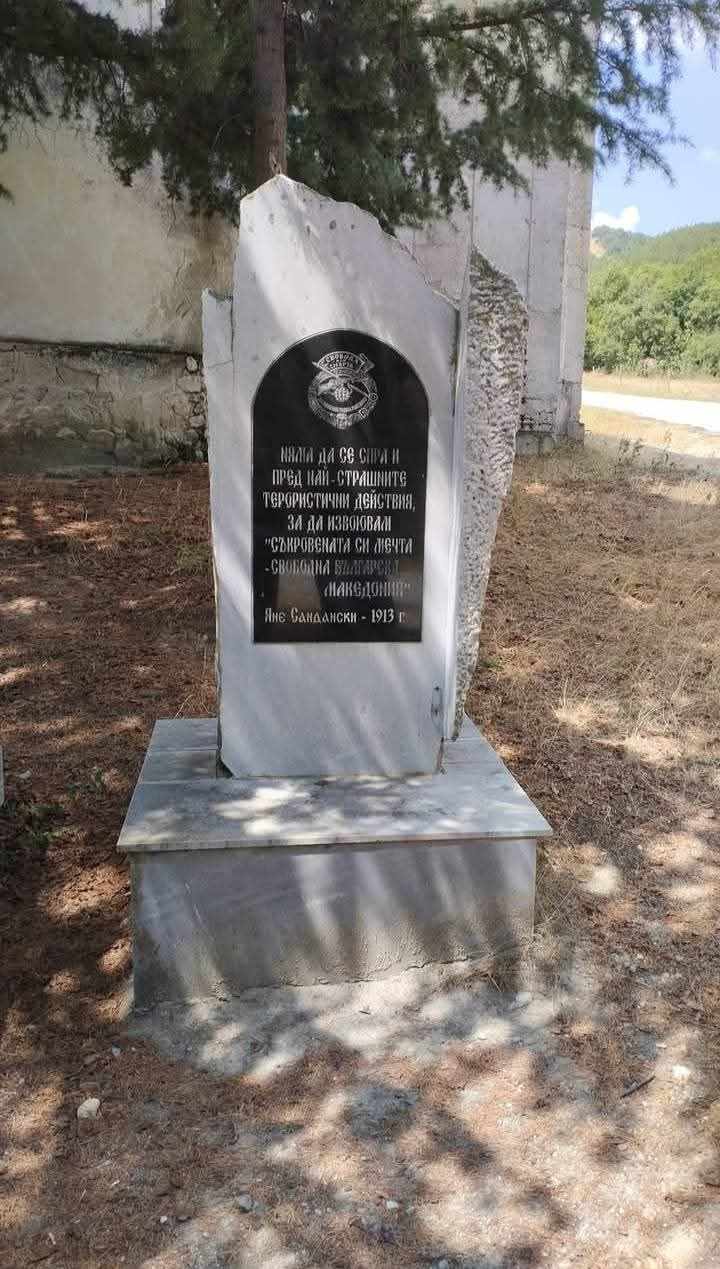 СВОБОДА
НЯМА ДА СЕ СПРА И
ПРЕД НАЙ-СТРАШНИТЕ
ТЕРОРИСТИЧНИ ДЕЙСТВИЯ,
ЗА ДА ИЗВОЮВАМ
"СЪКРОВЕНАТА СИ МЕЧТА
-СВОБОДНА БЪЛГАРСКА
МАКЕДОНИЯ"
Яне Сандански - 1913 г.